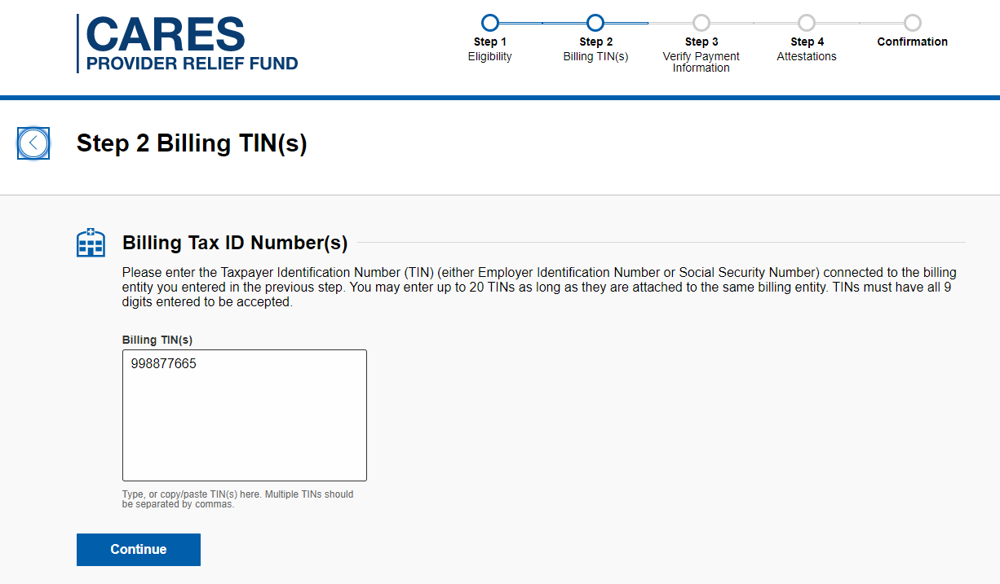 CARES
PROVIDER RELIEF FUND
Step 1
Eligibility
Step 2
Billing TIN(s)
Step 3
Verify Payment
Information
Step 4
Attestations
Confirmation
Step 2 Billing TIN(s)
Billing Tax ID Number(s)
Please enter the Taxpayer Identification Number (TIN) (either Employer Identification Number or Social Security Number) connected to the billing
entity you entered in the previous step. You may enter up to 20 TINs as long as they are attached to the same billing entity. TINs must have all 9
digits entered to be accepted.
Billing TIN(s)
998877665
Type, or copy/paste TIN(s) here. Multiple TINs should
be separated by commas.
Continue